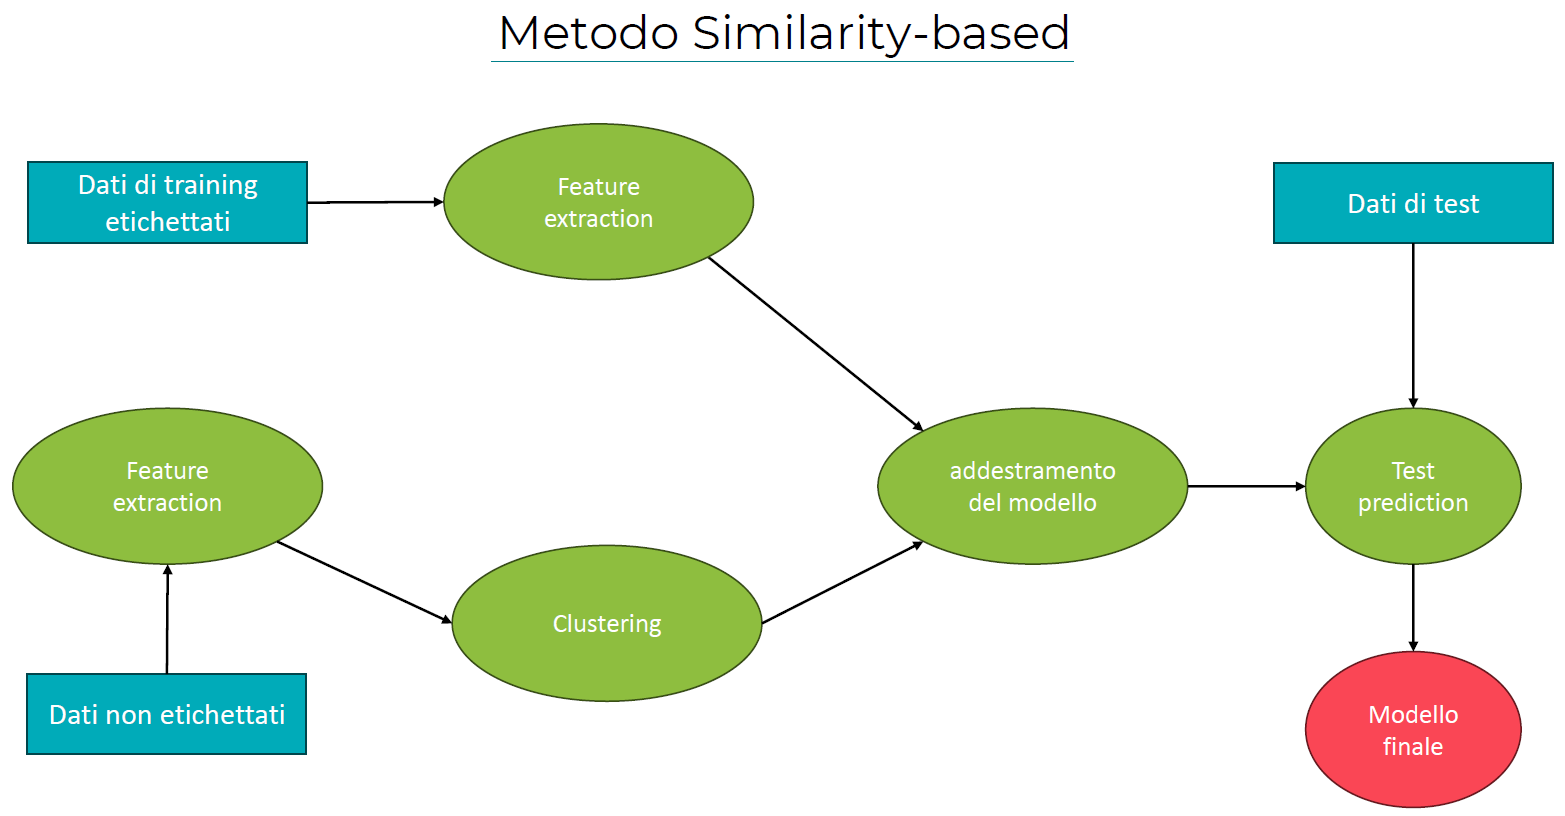 Metodo Similarity-based
Dati di training
etichettati
Feature
extraction
Dati di test
Feature
extraction
addestramento
del modello
Test
prediction
Clustering
Dati non etichettati
Modello
finale